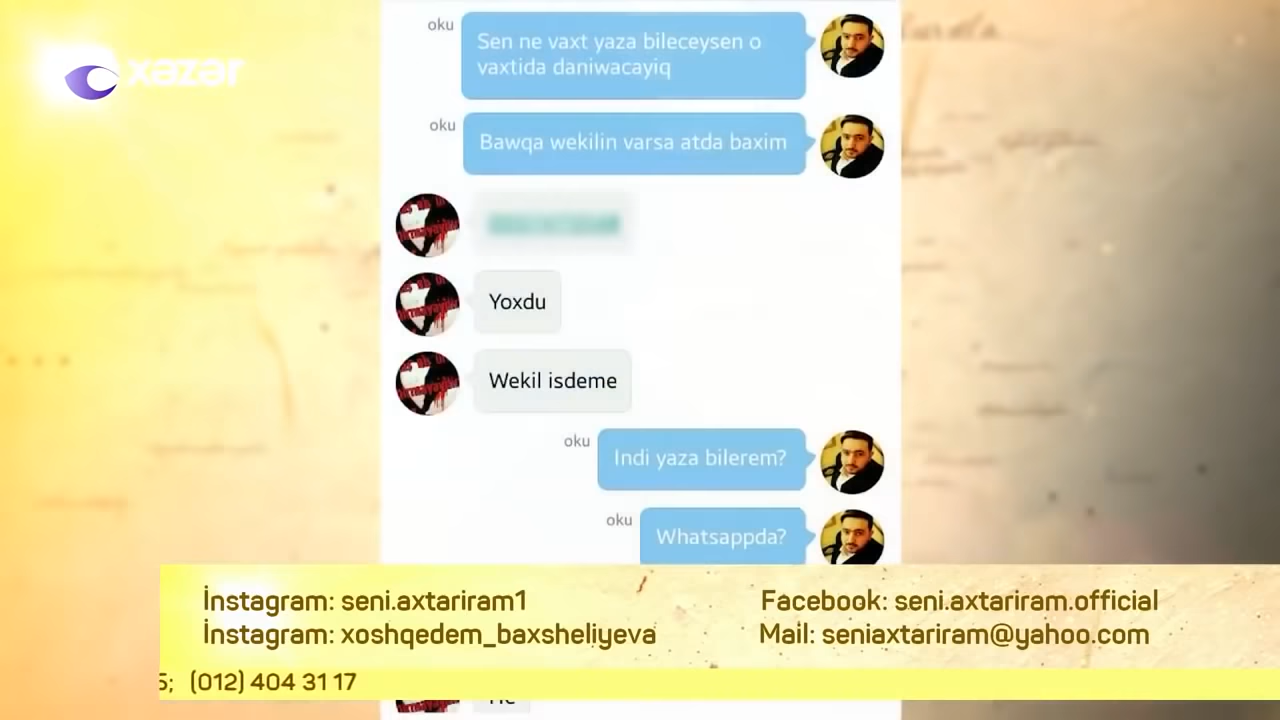 xəzər
oku
Sen ne vaxt yaza bileceysen o
vaxtida daniwacayiq
oku
Bawqa wekilin varsa atda baxim
Yoxdu
Wekil isdeme
oku
Indi yaza bilerem?
oku
Whatsappda?
İnstagram: seni.axtariram1
Facebook: seni.axtariram.official
İnstagram: xoshqedem_baxsheliyeva
Mail: seniaxtariram@yahoo.com
5; (012) 404 31 17